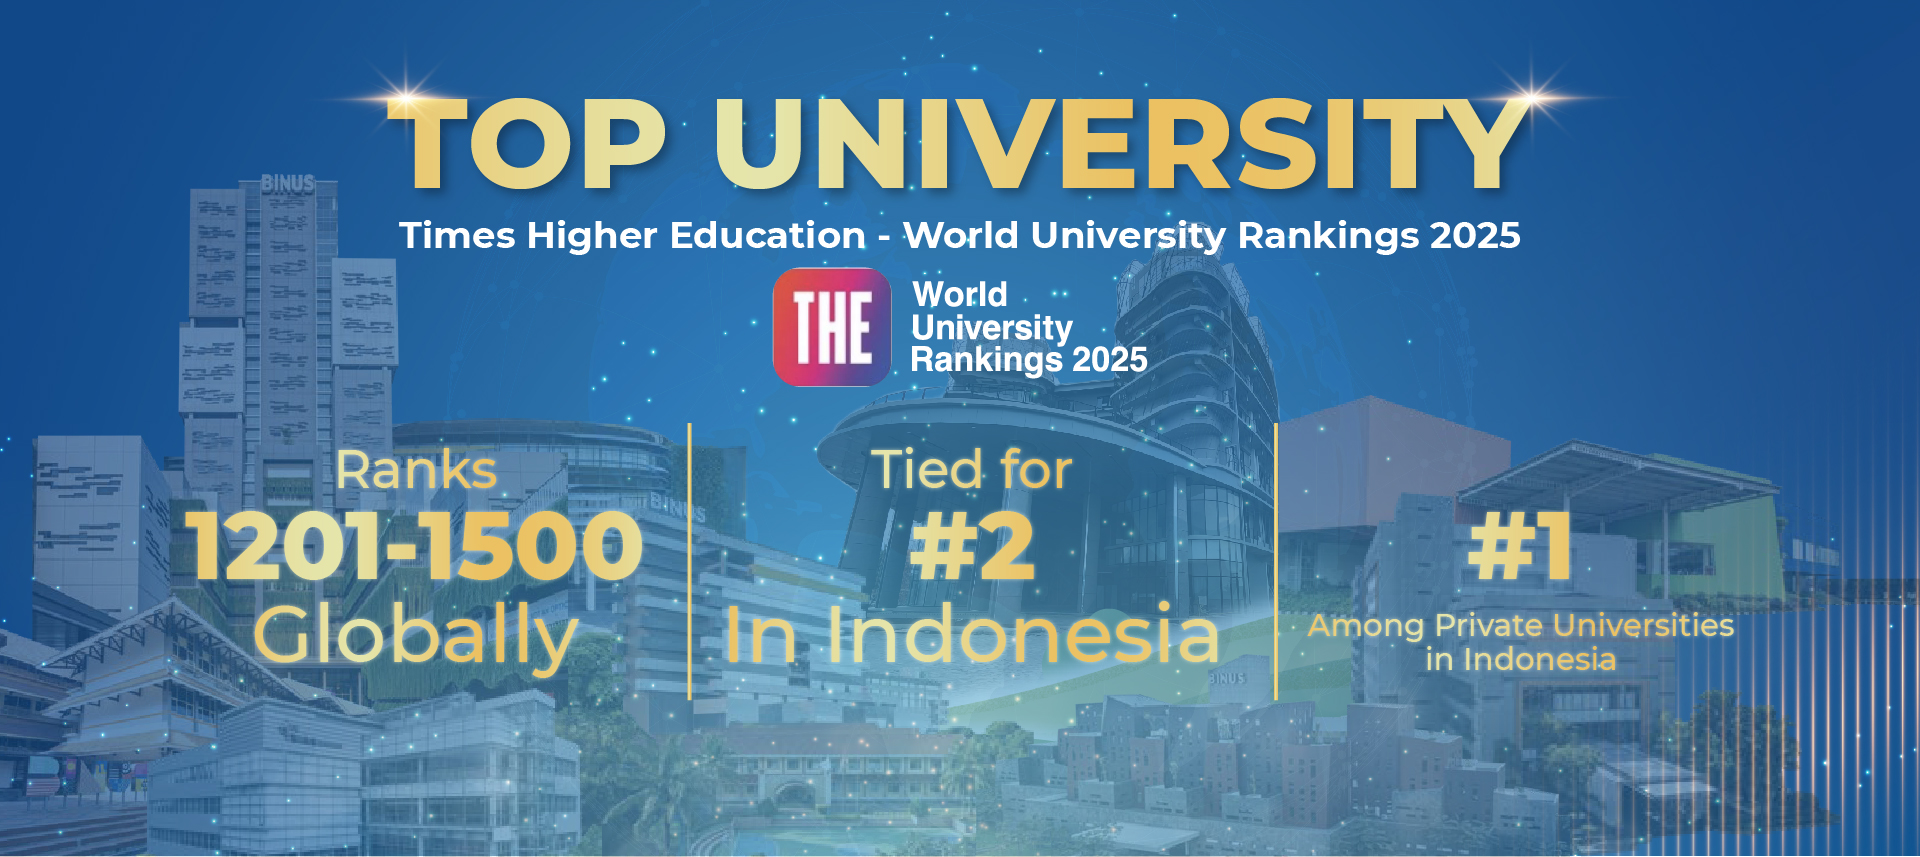 TOP UNIVERSITY
Times Higher Education - World University Rankings 2025
THE
World
University
Rankings 2025
Ranks
1201-1500
Globally
Tied for
#2
In Indonesia
#1
Among Private Universities
in Indonesia
BINUS
BINUS
BINUS